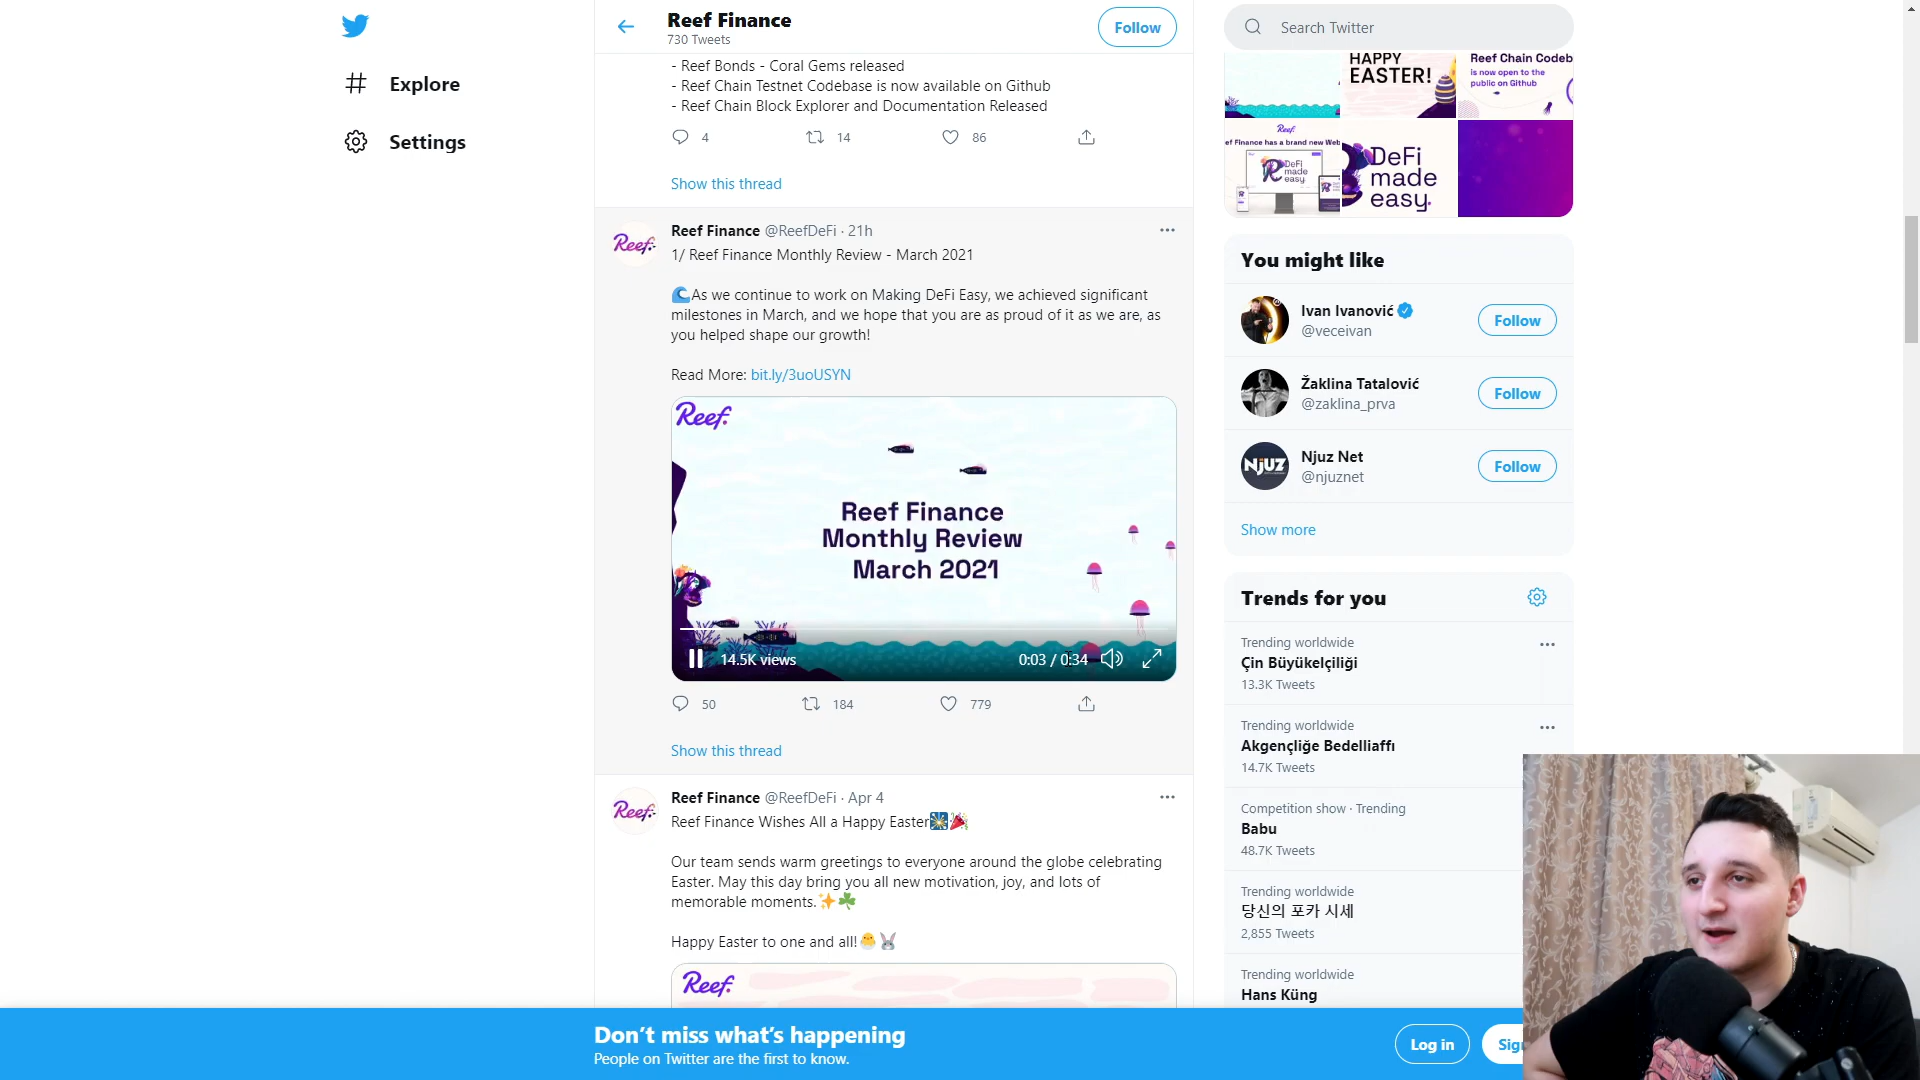 Explore
Settings
Reef Finance
730 Tweets
Follow
- Reef Bonds - Coral Gems released
- Reef Chain Testnet Codebase is now available on Github
- Reef Chain Block Explorer and Documentation Released
4 14 86
Show this thread
Reef.
Reef Finance @ReefDeFi · 21h
1/ Reef Finance Monthly Review - March 2021
🌊As we continue to work on Making DeFi Easy, we achieved significant
milestones in March, and we hope that you are as proud of it as we are, as
you helped shape our growth!
Read More: bit.ly/3uoUSYN
Reef.
Reef Finance
Monthly Review
March 2021
14.5K views
0:03 / 0:34
50 184 779
Show this thread
Reef.
Reef Finance @ReefDeFi · Apr 4
Reef Finance Wishes All a Happy Easter🎇🎉
Our team sends warm greetings to everyone around the globe celebrating
Easter. May this day bring you all new motivation, joy, and lots of
memorable moments.✨☘️
Happy Easter to one and all!🐣🐰
Reef.
Search Twitter
HAPPY
EASTER!
Reef Chain Codeb
is now open to the
public on Github
Reef.
ef Finance has a brand new Web
DeFi
made
easy.
DeFi
made
easy.
You might like
Ivan Ivanović
@veceivan
Follow
Žaklina Tatalović
@zaklina_prva
Follow
NJUZ
Njuz Net
@njuznet
Follow
Show more
Trends for you
Trending worldwide
Çin Büyükelçiliği
13.3K Tweets
Trending worldwide
Akgençliğe Bedelliaffı
14.7K Tweets
Competition show · Trending
Babu
48.7K Tweets
Trending worldwide
당신의 포카 시세
2,855 Tweets
Trending worldwide
Hans Küng
Don't miss what's happening
People on Twitter are the first to know.
Log in
Sig